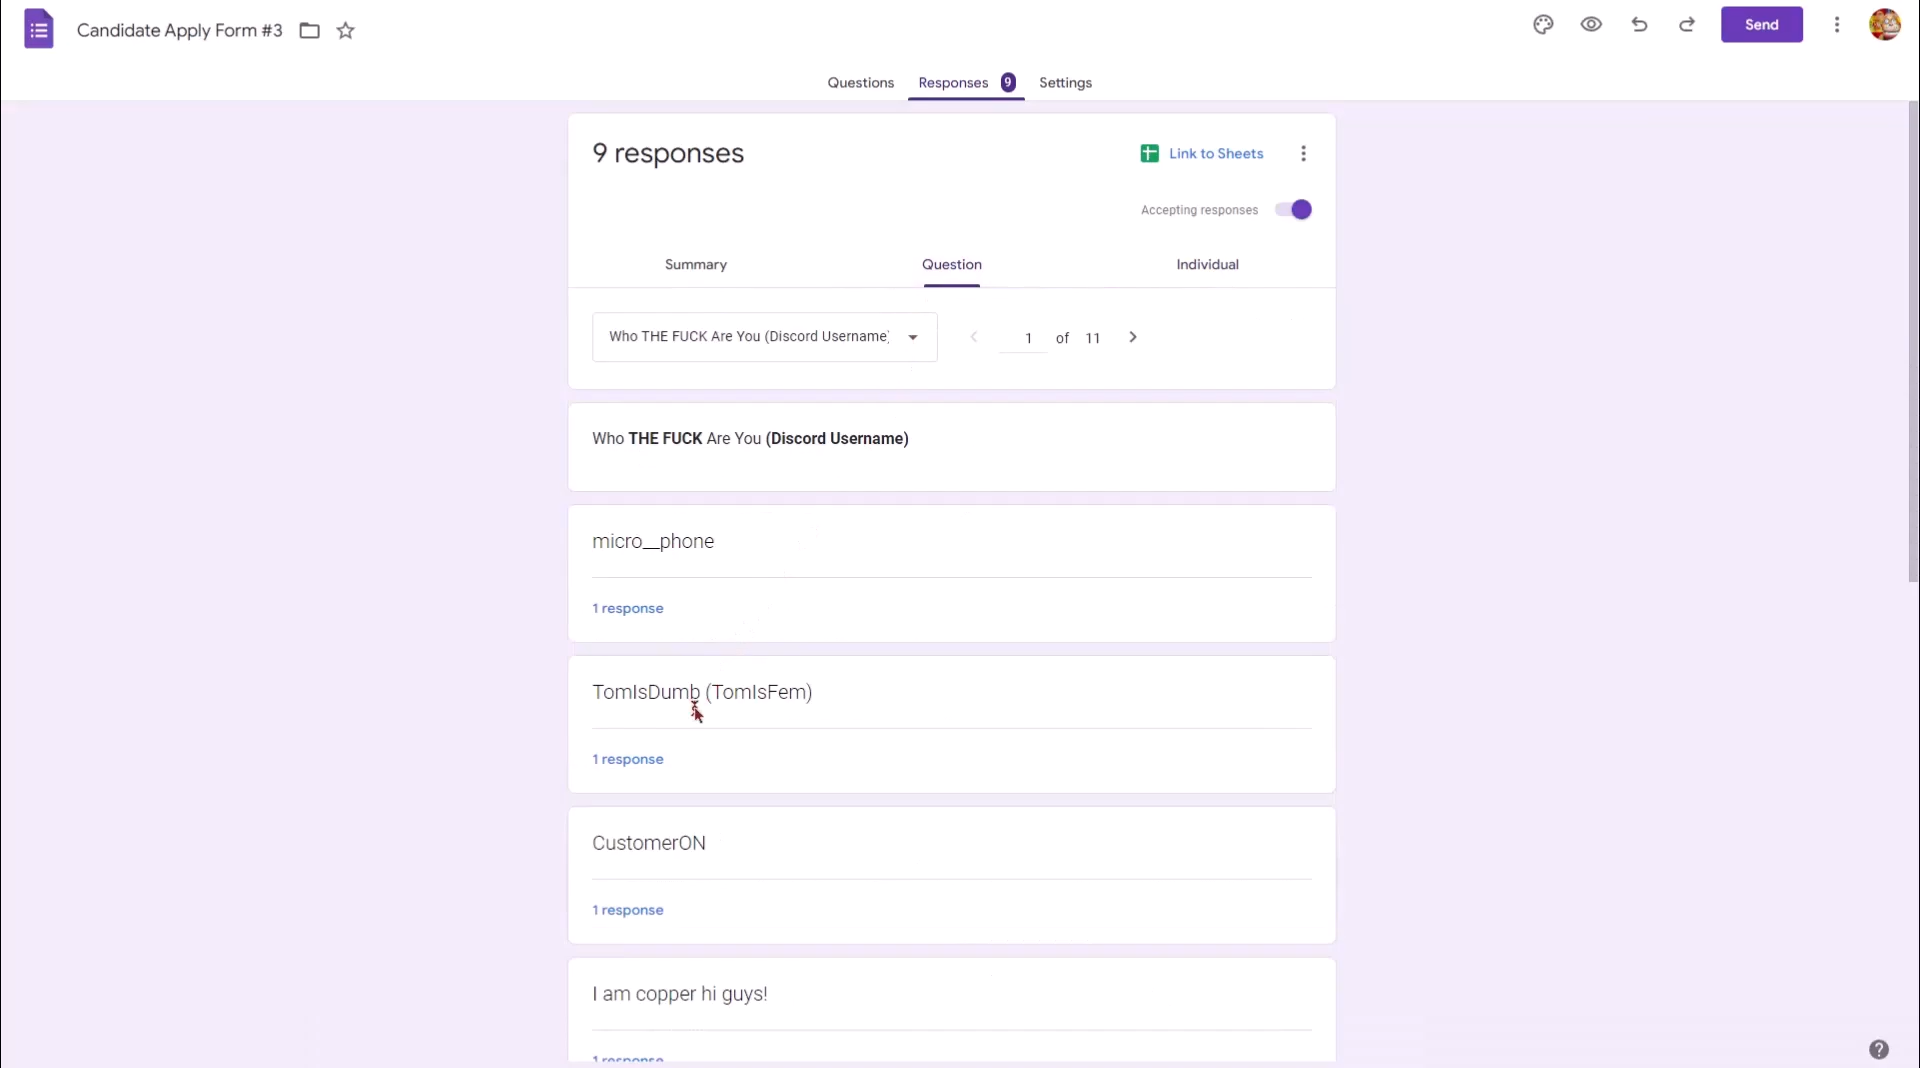 Candidate Apply Form #3
Send
Questions
Responses 9
Settings
9 responses
Link to Sheets
Accepting responses
Summary
Question
Individual
Who THE FUCK Are You (Discord Username)
1 of 11
Who THE FUCK Are You (Discord Username)
micro__phone
1 response
TomIsDumb (TomIsFem)
1 response
CustomerON
1 response
I am copper hi guys!
1 response